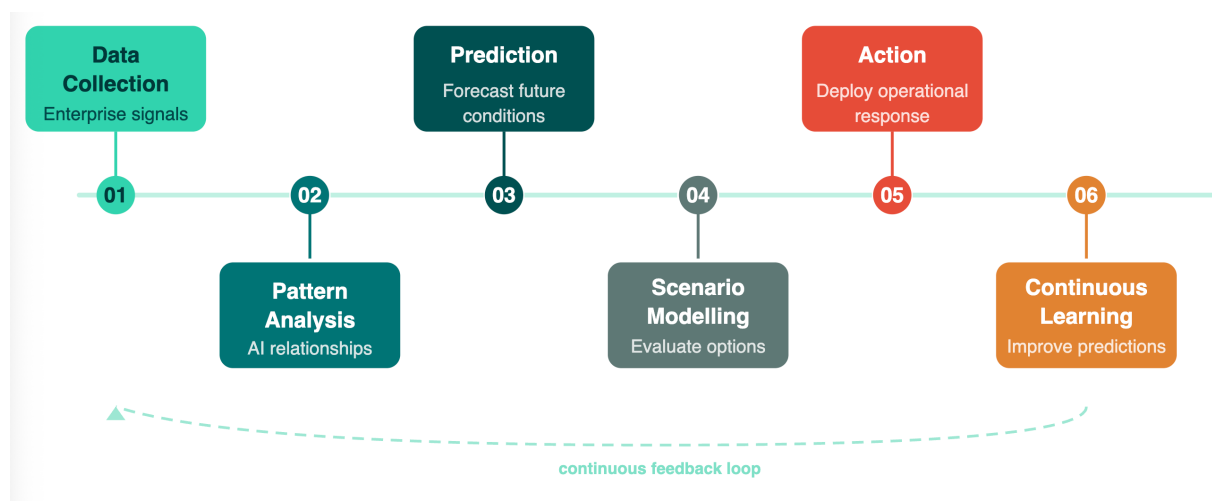 Data
Collection
Enterprise signals
Prediction
Forecast future
conditions
Action
Deploy operational
response
01
02
03
04
05
06
Pattern
Analysis
AI relationships
Scenario
Modelling
Evaluate options
Continuous
Learning
Improve predictions
continuous feedback loop